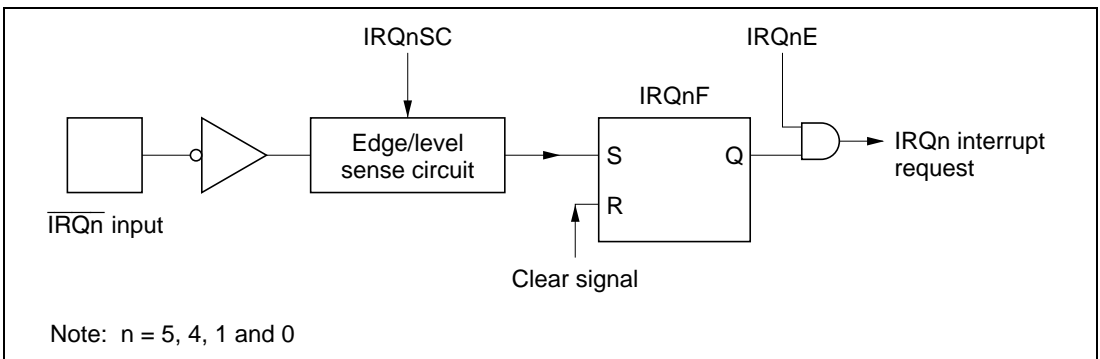 IRQnSC
IRQnE
IRQnF
Edge/level
sense circuit
S
Q
R
IRQn interrupt
request
I̅R̅Q̅n̅ input
Clear signal
Note: n = 5, 4, 1 and 0